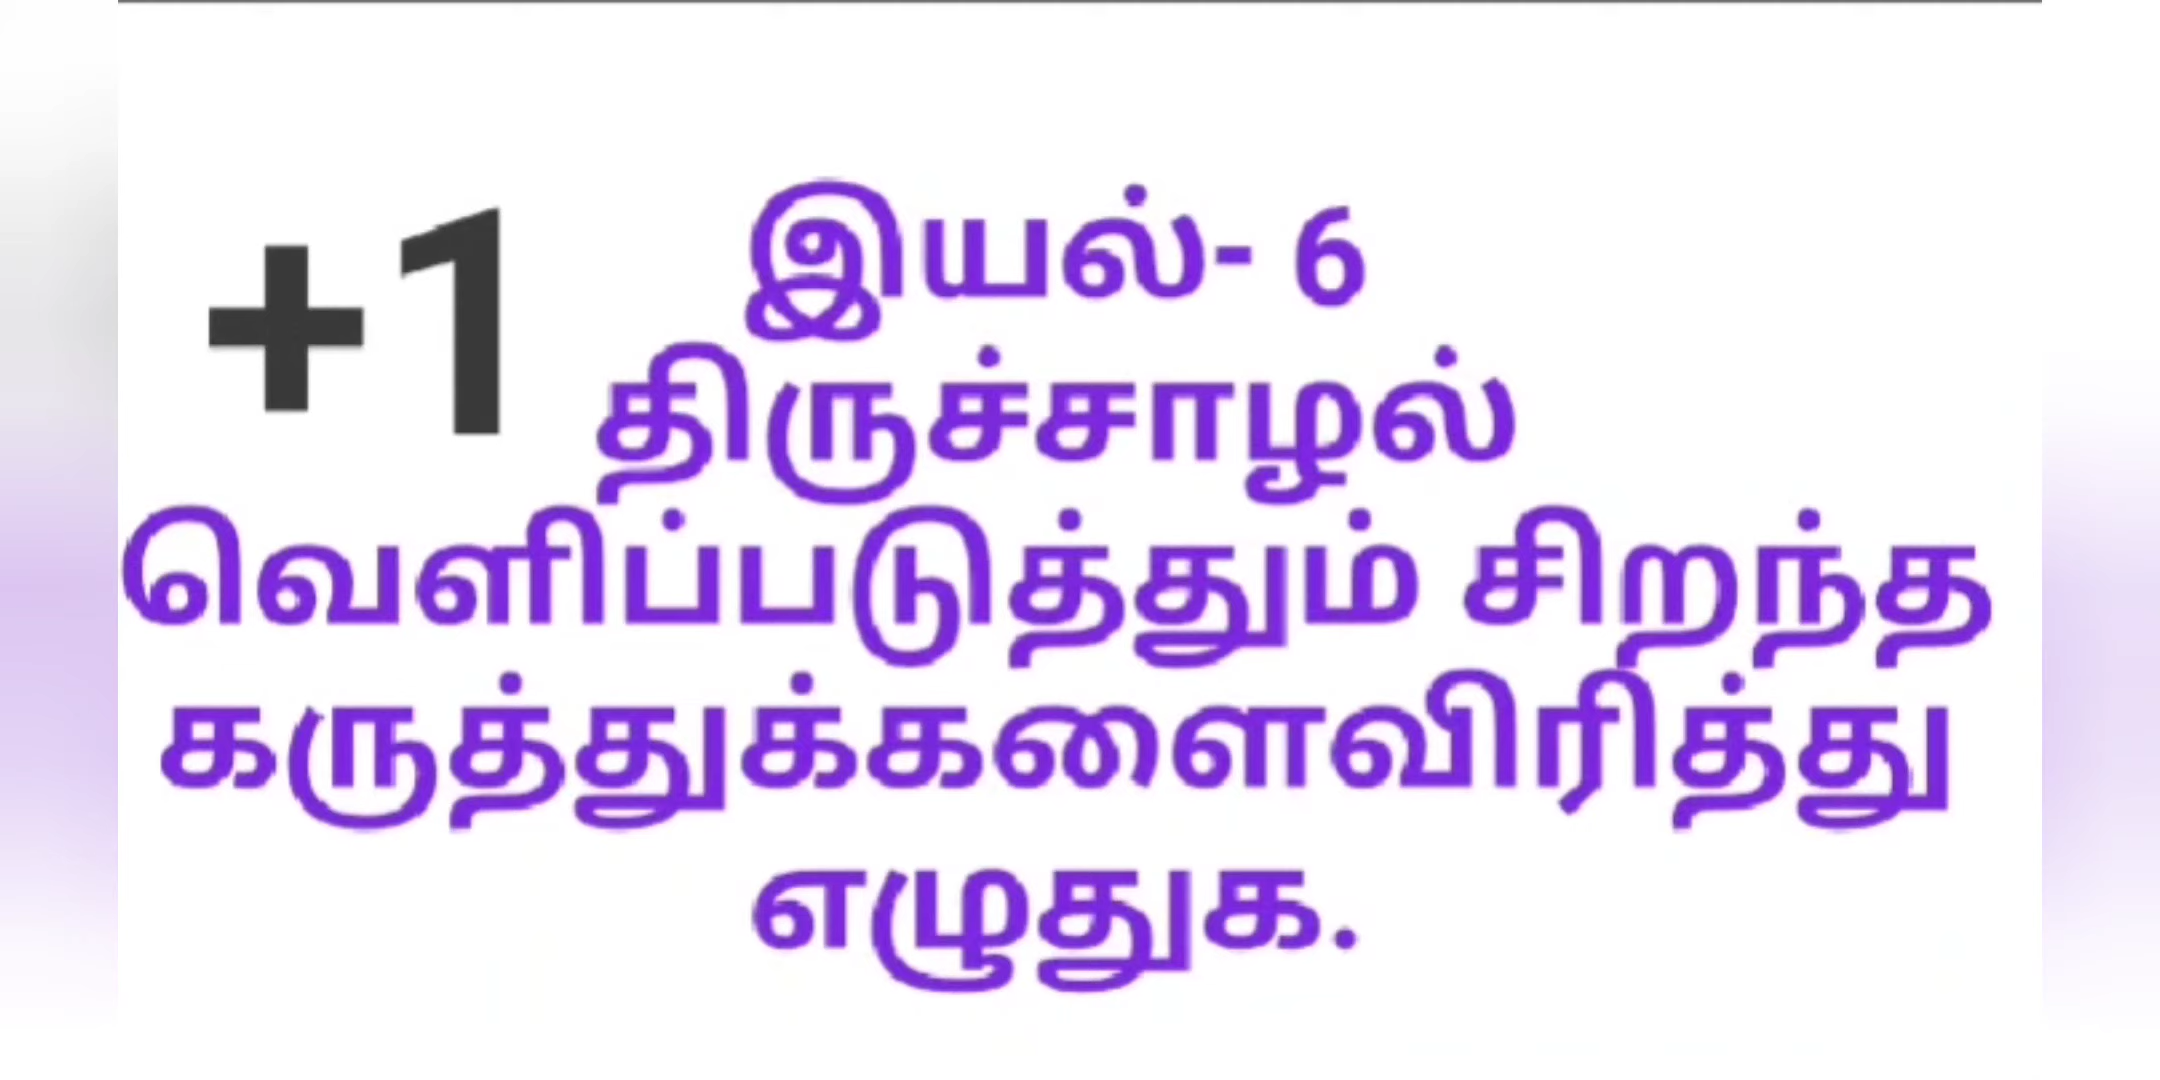 +1 இயல்- 6
திருச்சாழல்
வெளிப்படுத்தும் சிறந்த
கருத்துக்களைவிரித்து
எழுதுக.